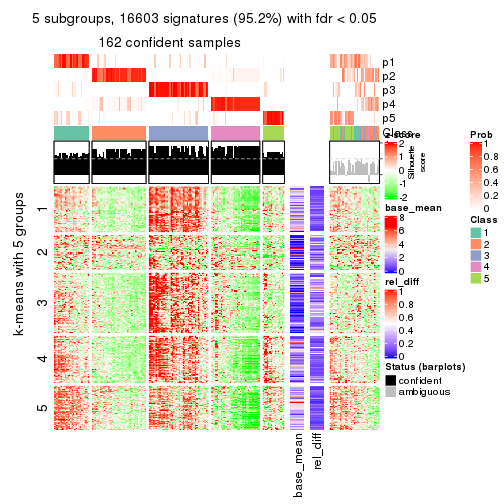 5 subgroups, 16603 signatures (95.2%) with fdr < 0.05
162 confident samples
p1
p2
p3
p4
p5
Class
k-means with 5 groups
1
2
3
4
5
base_mean
rel_diff
z-score
2
1
0
-1
-2
Silhouette
score
base_mean
8
6
4
2
0
rel_diff
1
0.8
0.6
0.4
0.2
0
Status (barplots)
confident
ambiguous
Prob
1
0.8
0.6
0.4
0.2
0
Class
1
2
3
4
5